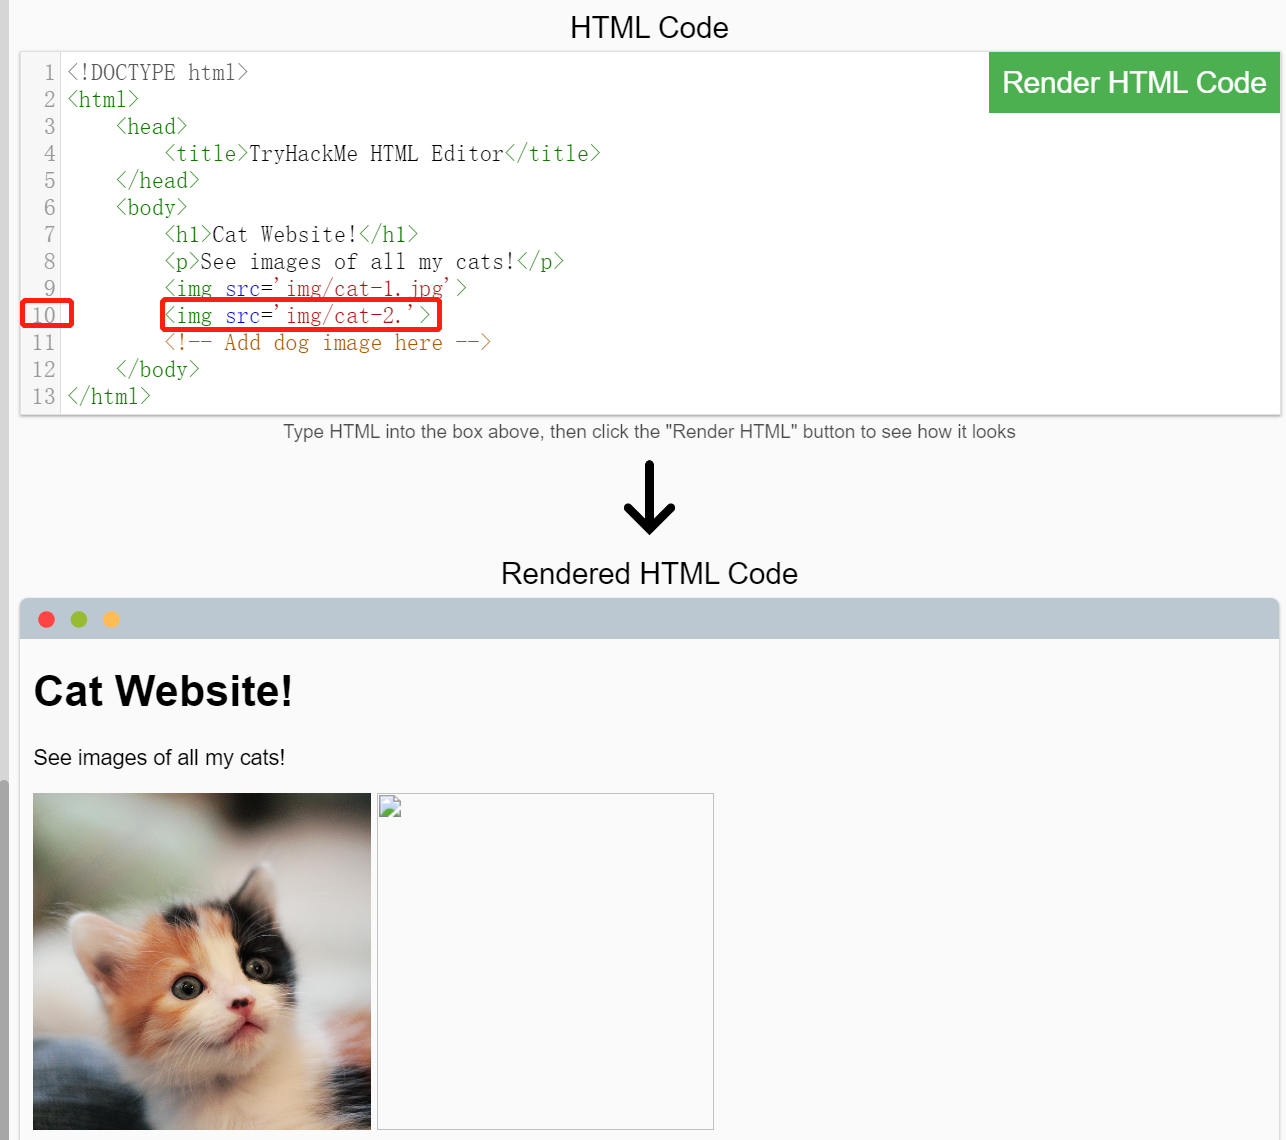 HTML Code
Render HTML Code
1 <!DOCTYPE html>
2 <html>
3 <head>
4 <title>TryHackMe HTML Editor</title>
5 </head>
6 <body>
7 <h1>Cat Website!</h1>
8 <p>See images of all my cats!</p>
9 <img src='img/cat-1.jpg'>
10 <img src='img/cat-2.'>
11 <!-- Add dog image here -->
12 </body>
13 </html>
Type HTML into the box above, then click the "Render HTML" button to see how it looks
Rendered HTML Code
Cat Website!
See images of all my cats!